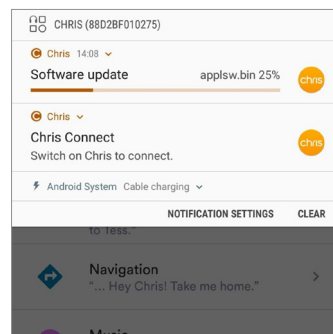 CHRIS (88D2BF010275)
Chris 14:08
Software update applsw.bin 25%
chris
Chris
Chris Connect
Switch on Chris to connect.
chris
Android System Cable charging
NOTIFICATION SETTINGS CLEAR
to Tess."
Navigation
"... Hey Chris! Take me home."
Music